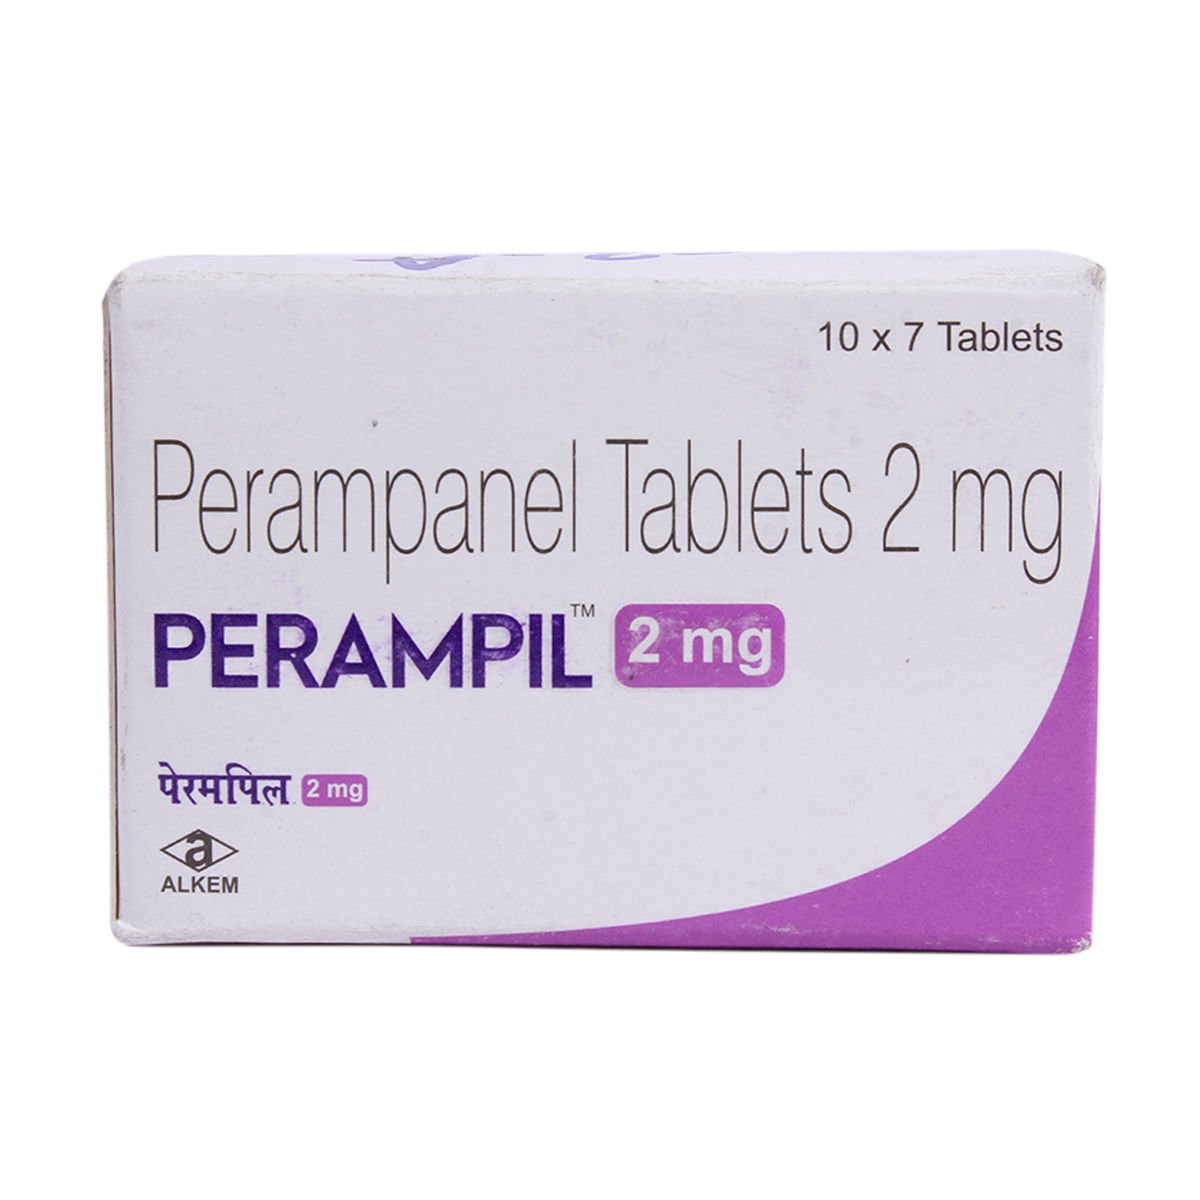 10 x 7 Tablets
Perampanel Tablets 2 mg
PERAMPIL™ 2 mg
पेरमपिल 2 mg
a
ALKEM